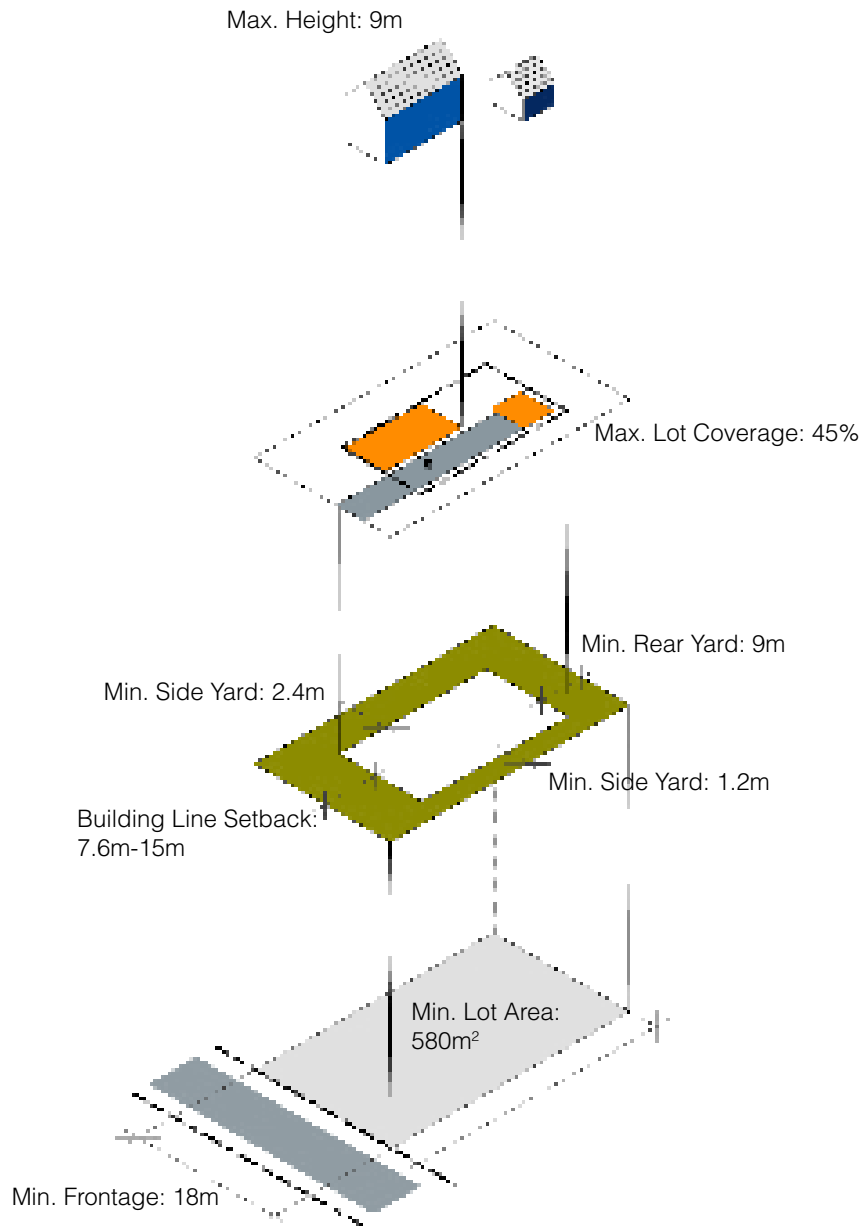 Max. Height: 9m
Max. Lot Coverage: 45%
Min. Rear Yard: 9m
Min. Side Yard: 2.4m
Min. Side Yard: 1.2m
Building Line Setback:
7.6m-15m
Min. Lot Area:
580m²
Min. Frontage: 18m